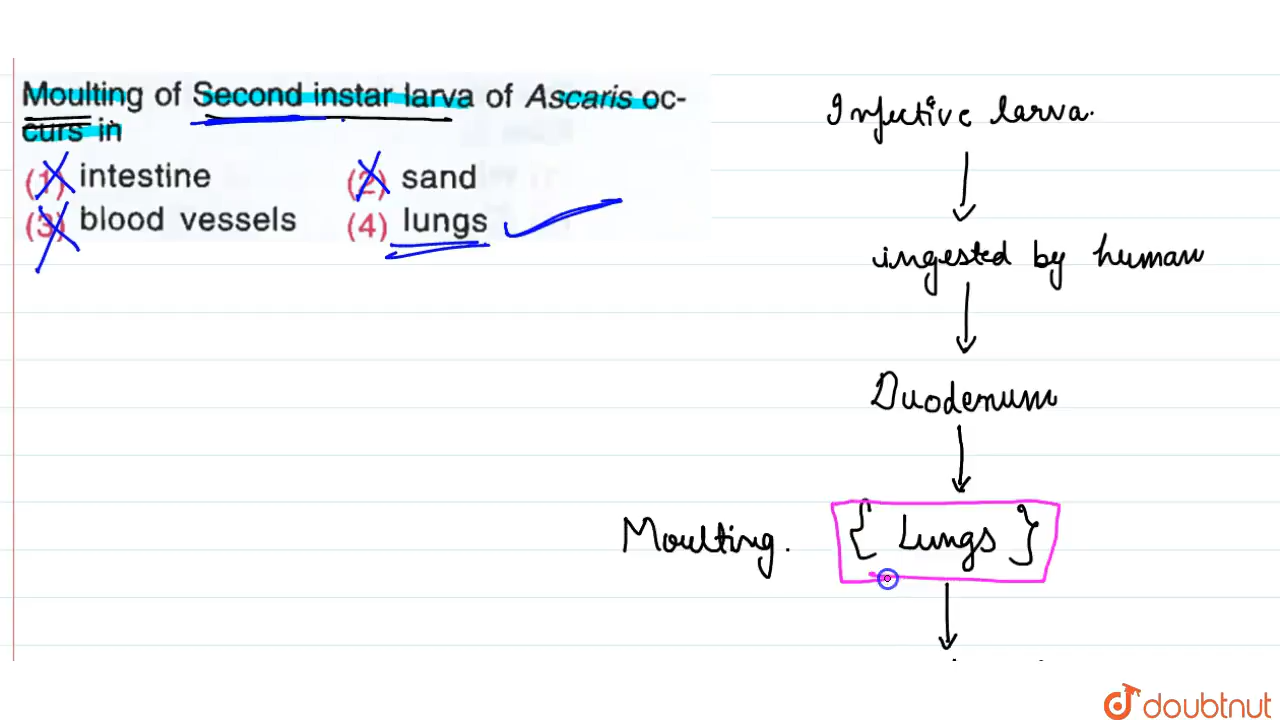 Moulting of Second instar larva of Ascaris oc-
curs in
(1) intestine (2) sand
(3) blood vessels (4) lungs
Infective larva.
ingested by human
Duodenum
Moulting. { Lungs }
doubtnut